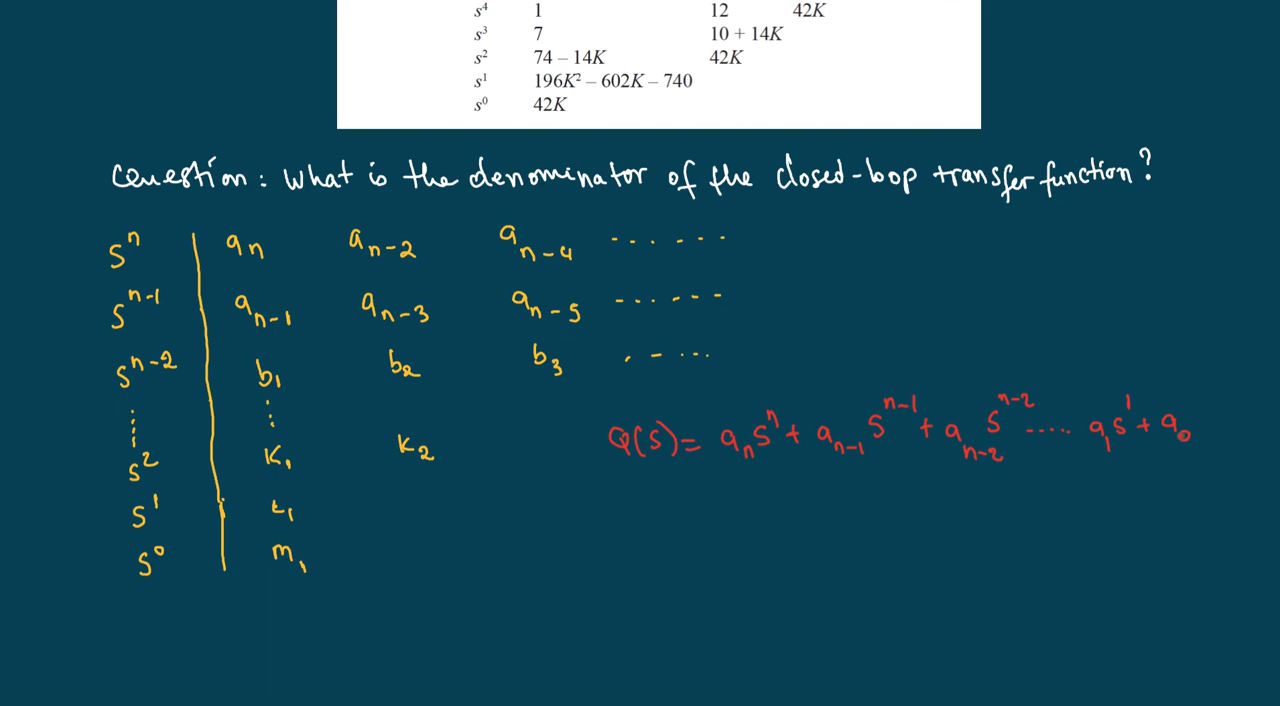 s⁴ 1 12 42K
s³ 7 10 + 14K
s² 74 – 14K 42K
s¹ 196K² – 602K – 740
s⁰ 42K
Question: What is the denominator of the closed-loop transfer function?
sⁿ aₙ aₙ₋₂ aₙ₋₄ ......
sⁿ⁻¹ aₙ₋₁ aₙ₋₃ aₙ₋₅ ......
sⁿ⁻² b₁ b₂ b₃ .....
⋮ ⋮
s² K₁ K₂
Q(s) = aₙsⁿ + aₙ₋₁sⁿ⁻¹ + aₙ₋₂sⁿ⁻² ..... a₁s¹ + a₀
s¹ L₁
s⁰ m₁